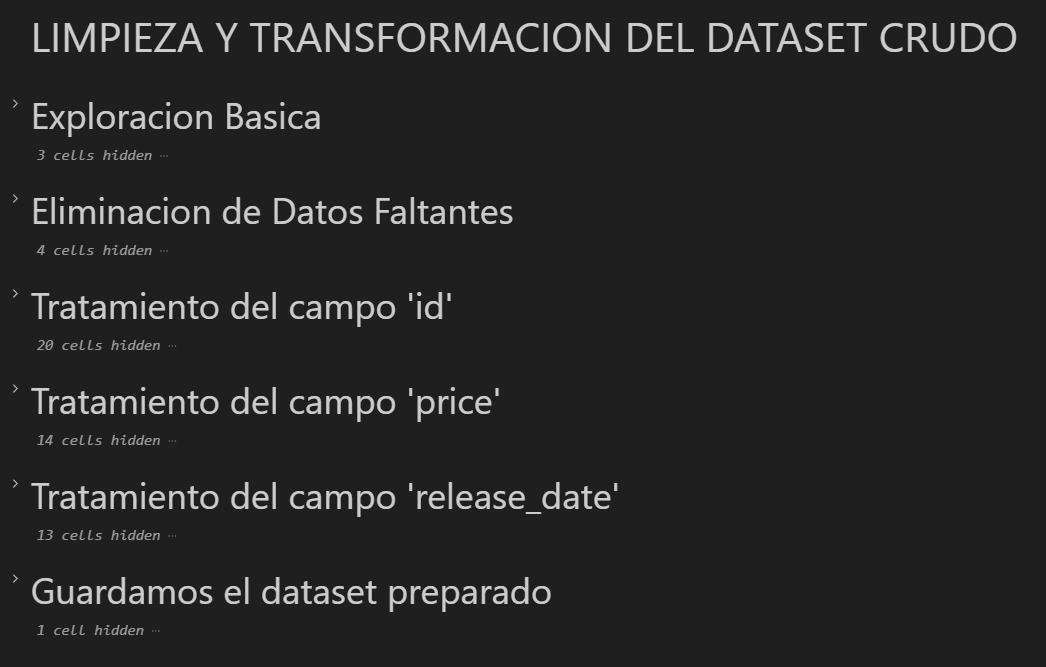 LIMPIEZA Y TRANSFORMACION DEL DATASET CRUDO
Exploracion Basica
3 cells hidden ...
Eliminacion de Datos Faltantes
4 cells hidden ...
Tratamiento del campo 'id'
20 cells hidden ...
Tratamiento del campo 'price'
14 cells hidden ...
Tratamiento del campo 'release_date'
13 cells hidden ...
Guardamos el dataset preparado
1 cell hidden ...